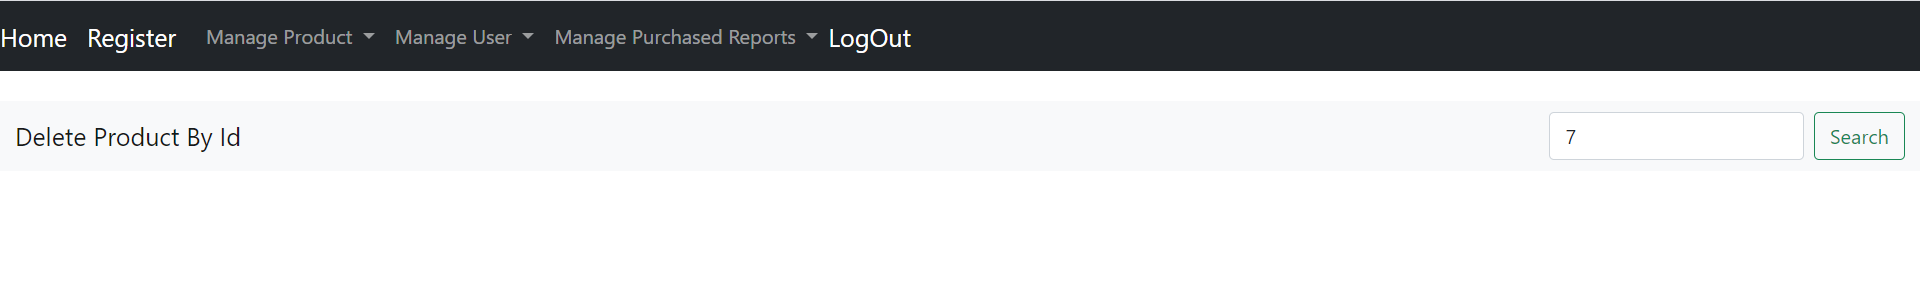 Home Register Manage Product Manage User Manage Purchased Reports LogOut
Delete Product By Id 7 Search